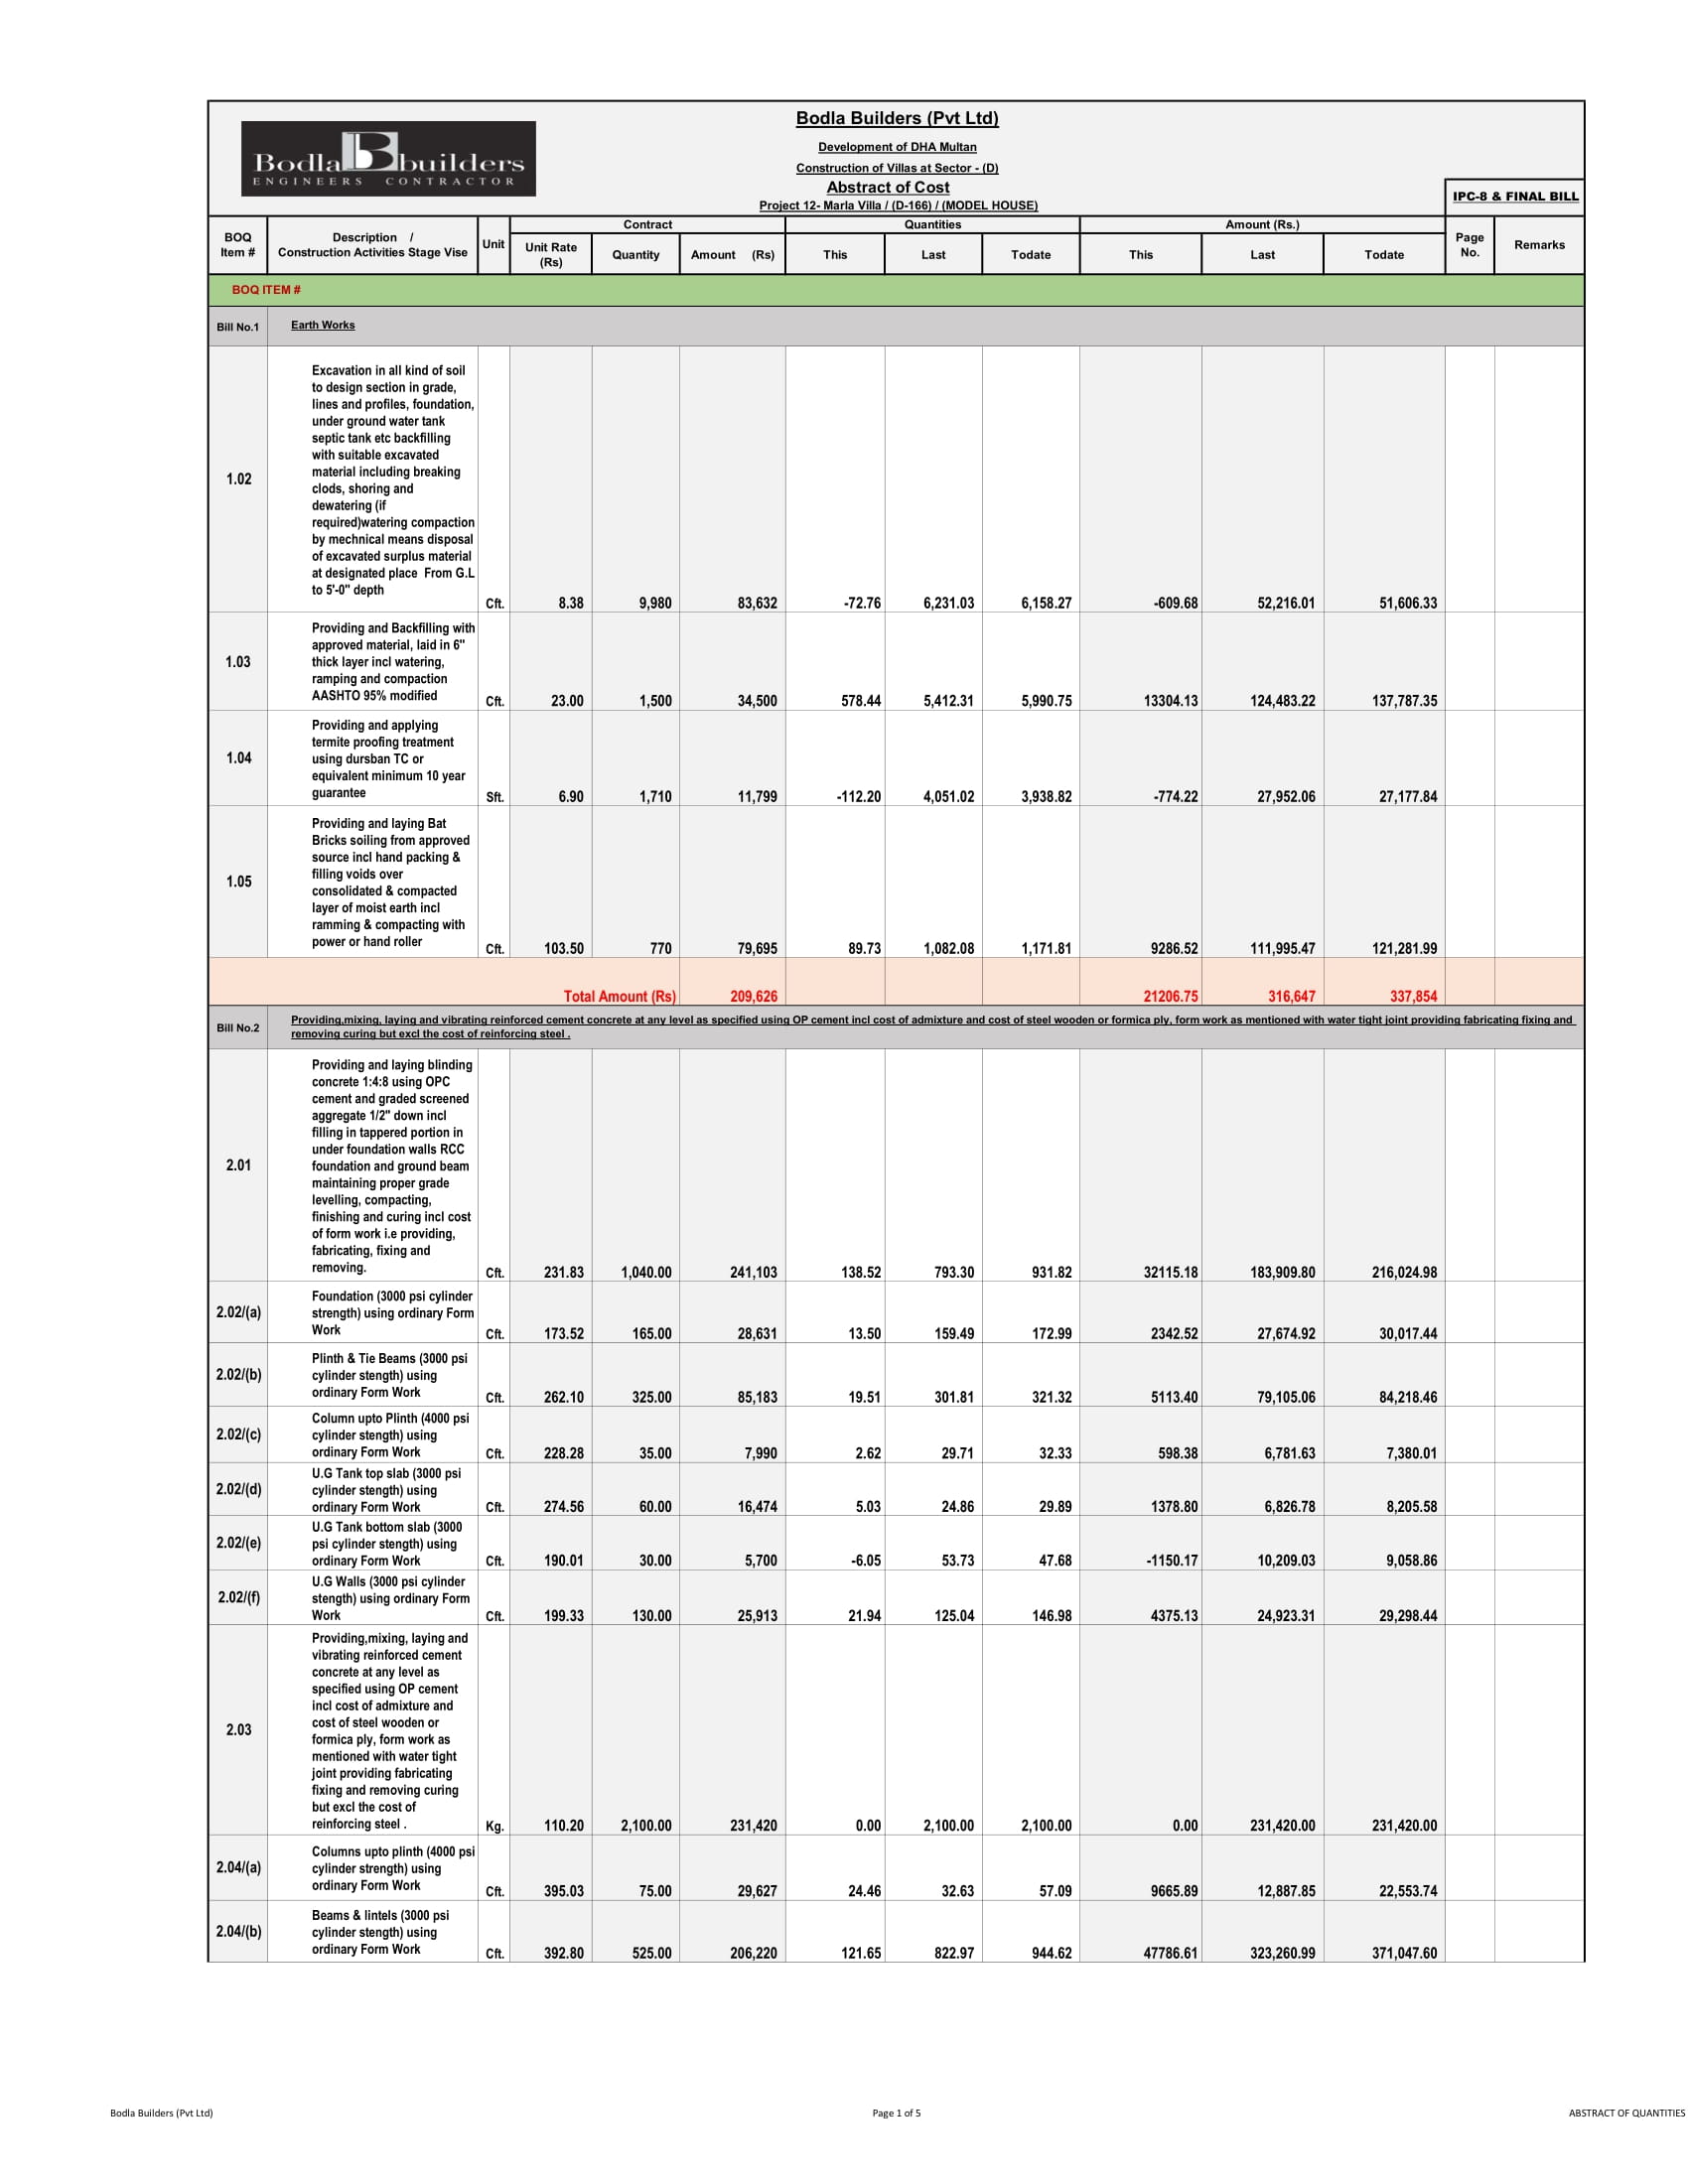 Bodla Bbuilders
ENGINEERS CONTRACTOR
Bodla Builders (Pvt Ltd)
Development of DHA Multan
Construction of Villas at Sector - (D)
Abstract of Cost
Project 12- Marla Villa / (D-166) / (MODEL HOUSE)
IPC-8 & FINAL BILL
BOQ Item # Description / Construction Activities Stage Vise Unit Contract Quantities Amount (Rs.) Page No. Remarks
Unit Rate (Rs) Quantity Amount (Rs) This Last Todate This Last Todate
BOQ ITEM #
Bill No.1 Earth Works
Excavation in all kind of soil
to design section in grade,
lines and profiles, foundation,
under ground water tank
septic tank etc backfilling
with suitable excavated
material including breaking
1.02
clods, shoring and
dewatering (if
required)watering compaction
by mechnical means disposal
of excavated surplus material
at designated place From G.L
to 5'-0" depth
Cft. 8.38 9,980 83,632 -72.76 6,231.03 6,158.27 -609.68 52,216.01 51,606.33
Providing and Backfilling with
approved material, laid in 6"
1.03 thick layer incl watering,
ramping and compaction
AASHTO 95% modified
Cft. 23.00 1,500 34,500 578.44 5,412.31 5,990.75 13304.13 124,483.22 137,787.35
Providing and applying
termite proofing treatment
1.04 using dursban TC or
equivalent minimum 10 year
guarantee
Sft. 6.90 1,710 11,799 -112.20 4,051.02 3,938.82 -774.22 27,952.06 27,177.84
Providing and laying Bat
Bricks soiling from approved
source incl hand packing &
filling voids over
1.05 consolidated & compacted
layer of moist earth incl
ramming & compacting with
power or hand roller
Cft. 103.50 770 79,695 89.73 1,082.08 1,171.81 9286.52 111,995.47 121,281.99
Total Amount (Rs) 209,626 21206.75 316,647 337,854
Bill No.2 Providing,mixing, laying and vibrating reinforced cement concrete at any level as specified using OP cement incl cost of admixture and cost of steel wooden or formica ply, form work as mentioned with water tight joint providing fabricating fixing and
removing curing but excl the cost of reinforcing steel .
Providing and laying blinding
concrete 1:4:8 using OPC
cement and graded screened
aggregate 1/2" down incl
filling in tappered portion in
under foundation walls RCC
2.01 foundation and ground beam
maintaining proper grade
levelling, compacting,
finishing and curing incl cost
of form work i.e providing,
fabricating, fixing and
removing.
Cft. 231.83 1,040.00 241,103 138.52 793.30 931.82 32115.18 183,909.80 216,024.98
Foundation (3000 psi cylinder
2.02/(a) strength) using ordinary Form
Work
Cft. 173.52 165.00 28,631 13.50 159.49 172.99 2342.52 27,674.92 30,017.44
Plinth & Tie Beams (3000 psi
2.02/(b) cylinder stength) using
ordinary Form Work
Cft. 262.10 325.00 85,183 19.51 301.81 321.32 5113.40 79,105.06 84,218.46
Column upto Plinth (4000 psi
2.02/(c) cylinder stength) using
ordinary Form Work
Cft. 228.28 35.00 7,990 2.62 29.71 32.33 598.38 6,781.63 7,380.01
U.G Tank top slab (3000 psi
2.02/(d) cylinder stength) using
ordinary Form Work
Cft. 274.56 60.00 16,474 5.03 24.86 29.89 1378.80 6,826.78 8,205.58
U.G Tank bottom slab (3000
2.02/(e) psi cylinder stength) using
ordinary Form Work
Cft. 190.01 30.00 5,700 -6.05 53.73 47.68 -1150.17 10,209.03 9,058.86
U.G Walls (3000 psi cylinder
2.02/(f) stength) using ordinary Form
Work
Cft. 199.33 130.00 25,913 21.94 125.04 146.98 4375.13 24,923.31 29,298.44
Providing,mixing, laying and
vibrating reinforced cement
concrete at any level as
specified using OP cement
incl cost of admixture and
2.03 cost of steel wooden or
formica ply, form work as
mentioned with water tight
joint providing fabricating
fixing and removing curing
but excl the cost of
reinforcing steel .
Kg. 110.20 2,100.00 231,420 0.00 2,100.00 2,100.00 0.00 231,420.00 231,420.00
Columns upto plinth (4000 psi
2.04/(a) cylinder strength) using
ordinary Form Work
Cft. 395.03 75.00 29,627 24.46 32.63 57.09 9665.89 12,887.85 22,553.74
Beams & lintels (3000 psi
2.04/(b) cylinder stength) using
ordinary Form Work
Cft. 392.80 525.00 206,220 121.65 822.97 944.62 47786.61 323,260.99 371,047.60
Bodla Builders (Pvt Ltd) Page 1 of 5 ABSTRACT OF QUANTITIES